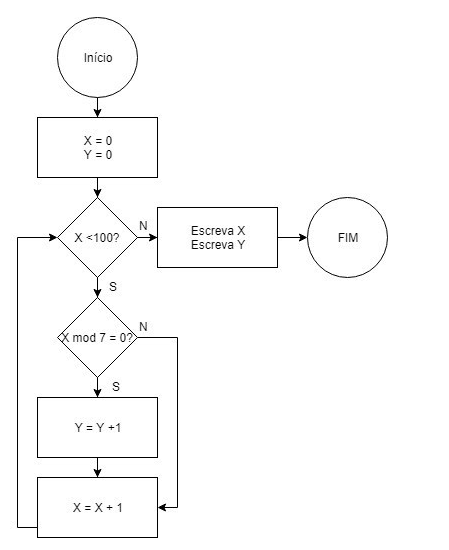 Início
X = 0
Y = 0
X <100?
N
Escreva X
Escreva Y
FIM
S
X mod 7 = 0?
N
S
Y = Y +1
X = X + 1